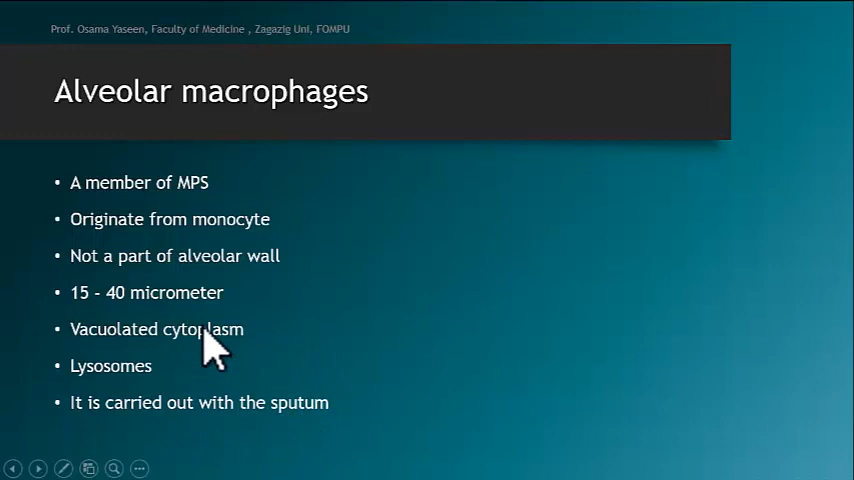 Prof. Osama Yaseen, Faculty of Medicine , Zagazig Uni, FOMPU
Alveolar macrophages
• A member of MPS
• Originate from monocyte
• Not a part of alveolar wall
• 15 - 40 micrometer
• Vacuolated cytoplasm
• Lysosomes
• It is carried out with the sputum